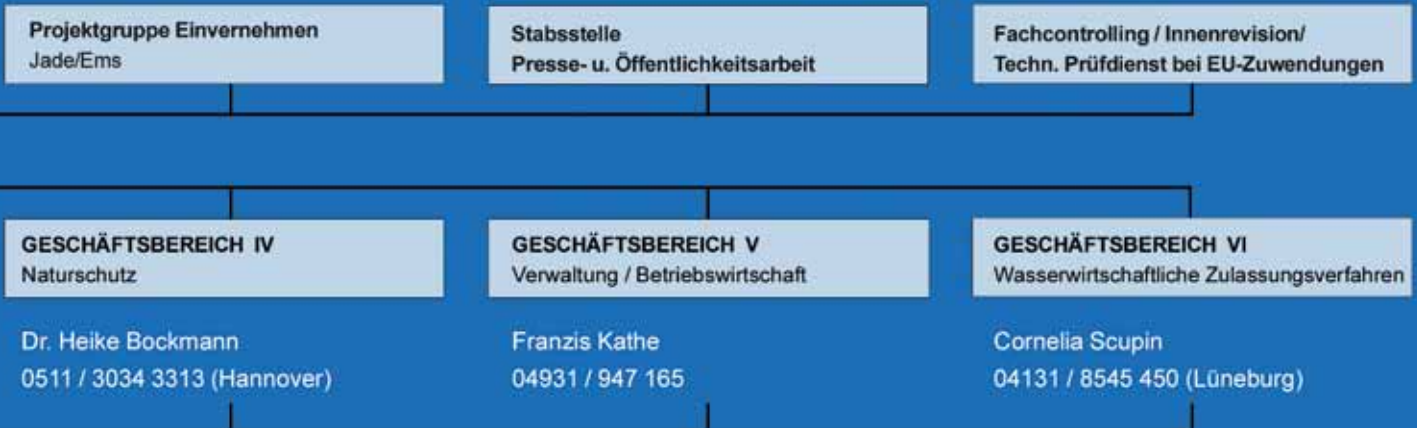 Projektgruppe Einvernehmen
Jade/Ems
Stabsstelle
Presse- u. Öffentlichkeitsarbeit
Fachcontrolling / Innenrevision/
Techn. Prüfdienst bei EU-Zuwendungen
GESCHÄFTSBEREICH IV
Naturschutz
Dr. Heike Bockmann
0511 / 3034 3313 (Hannover)
GESCHÄFTSBEREICH V
Verwaltung / Betriebswirtschaft
Franzis Kathe
04931 / 947 165
GESCHÄFTSBEREICH VI
Wasserwirtschaftliche Zulassungsverfahren
Cornelia Scupin
04131 / 8545 450 (Lüneburg)